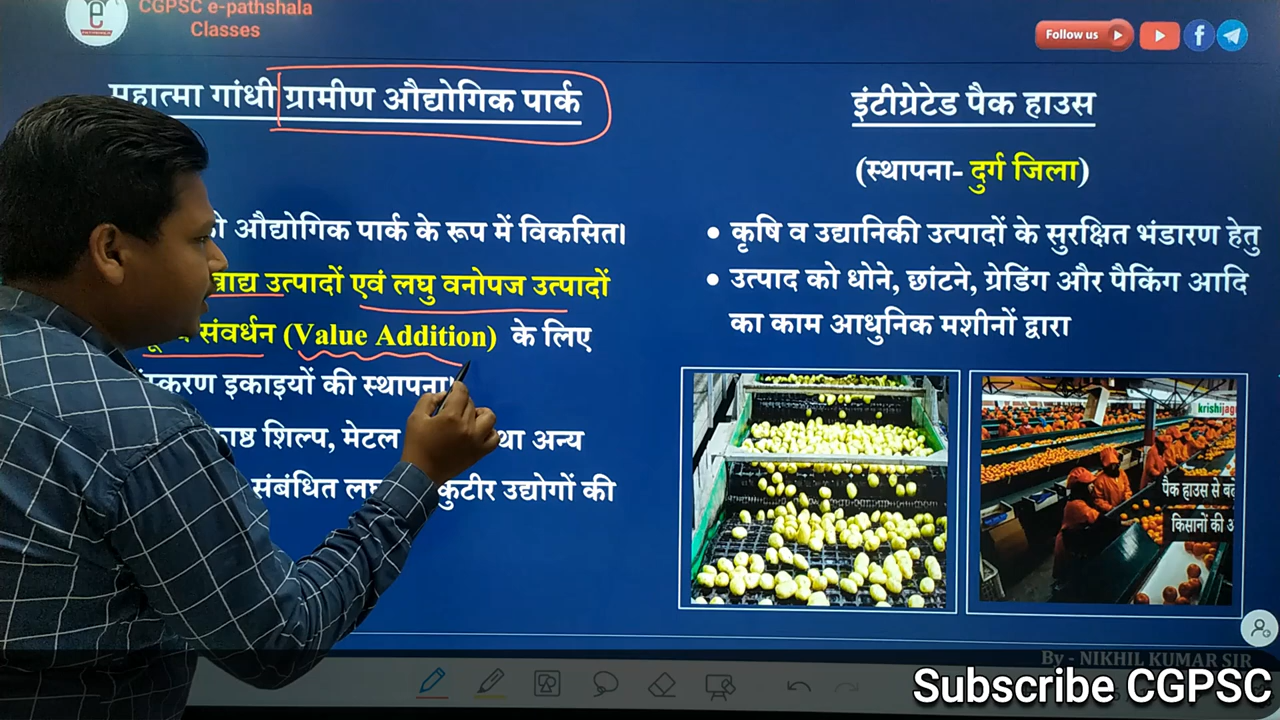 CGPSC e-pathshala
Classes
Follow us
महात्मा गांधी ग्रामीण औद्योगिक पार्क
औद्योगिक पार्क के रूप में विकसित।
उत्पादों एवं लघु वनोपज उत्पादों
संवर्धन (Value Addition) के लिए
इकाइयों की स्थापना।
शिल्प, मेटल अन्य
संबंधित कुटीर उद्योगों की
इंटीग्रेटेड पैक हाउस
(स्थापना- दुर्ग जिला)
• कृषि व उद्यानिकी उत्पादों के सुरक्षित भंडारण हेतु
• उत्पाद को धोने, छांटने, ग्रेडिंग और पैकिंग आदि
का काम आधुनिक मशीनों द्वारा
पैक हाउस से
किसानों की
By - NIKHIL KUMAR SIR
Subscribe CGPSC